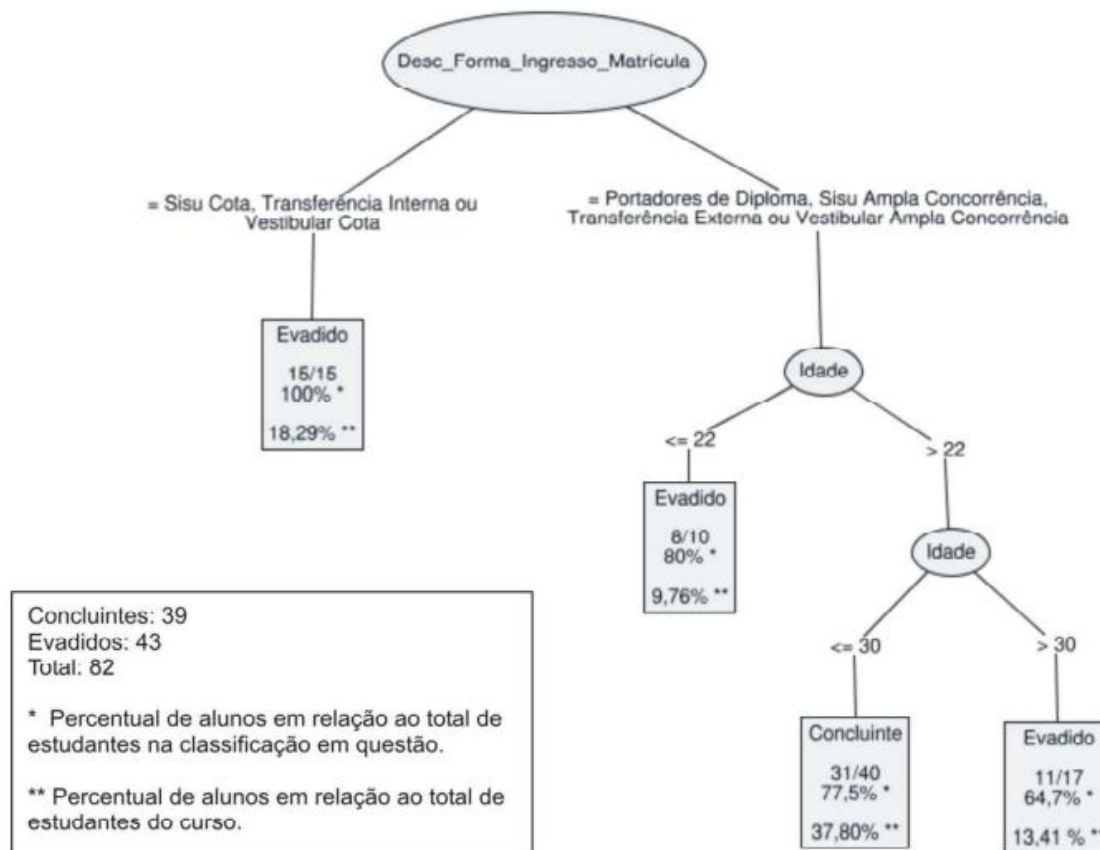 Desc_Forma_Ingresso_Matrícula
= Sisu Cota, Transferência Interna ou
Vestibular Cota
= Portadores de Diploma, Sisu Ampla Concorrência,
Transferência Externa ou Vestibular Ampla Concorrência
Evadido
15/15
100% *
18,29% **
Idade
<= 22
> 22
Evadido
8/10
80% *
9,76% **
Idade
<= 30
> 30
Concluinte
31/40
77,5% *
37,80% **
Evadido
11/17
64,7% *
13,41 % **
Concluintes: 39
Evadidos: 43
Total: 82
* Percentual de alunos em relação ao total de
estudantes na classificação em questão.
** Percentual de alunos em relação ao total de
estudantes do curso.